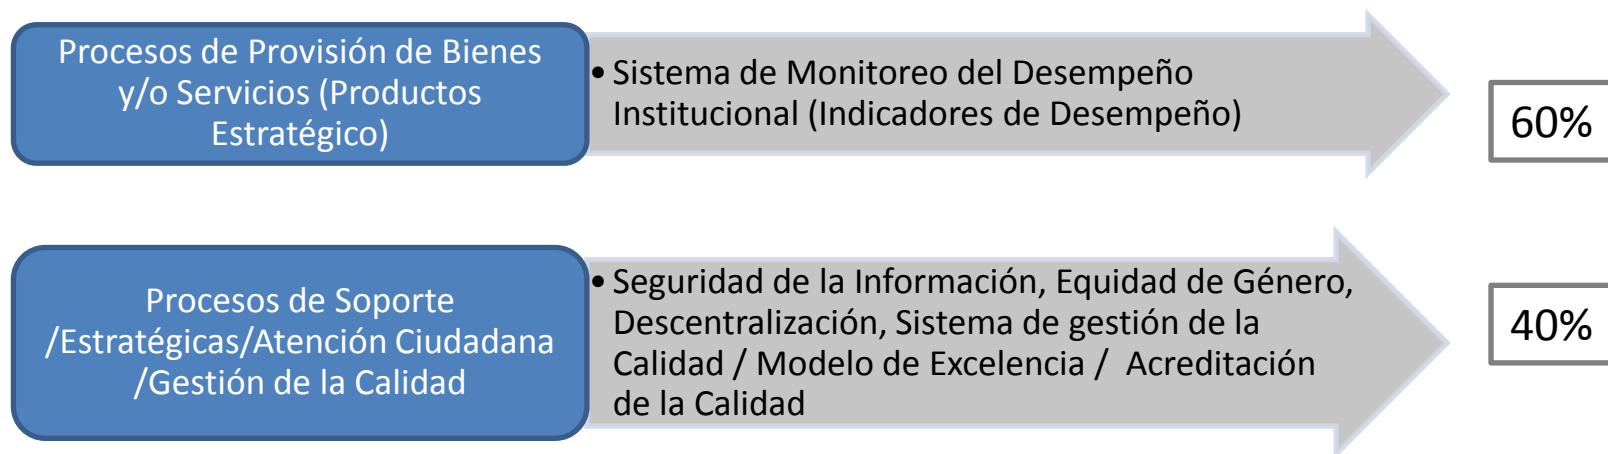 Procesos de Provisión de Bienes
y/o Servicios (Productos
Estratégico)
• Sistema de Monitoreo del Desempeño
Institucional (Indicadores de Desempeño)
60%
Procesos de Soporte
/Estratégicas/Atención Ciudadana
/Gestión de la Calidad
• Seguridad de la Información, Equidad de Género,
Descentralización, Sistema de gestión de la
Calidad / Modelo de Excelencia / Acreditación
de la Calidad
40%